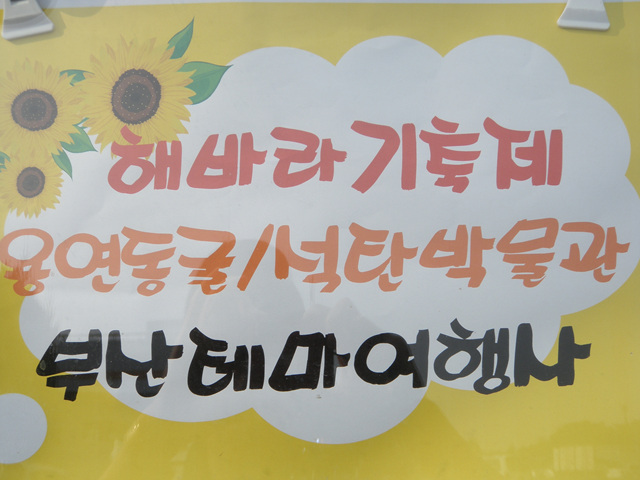 해바라기축제
용연동굴/석탄박물관
부산테마여행사